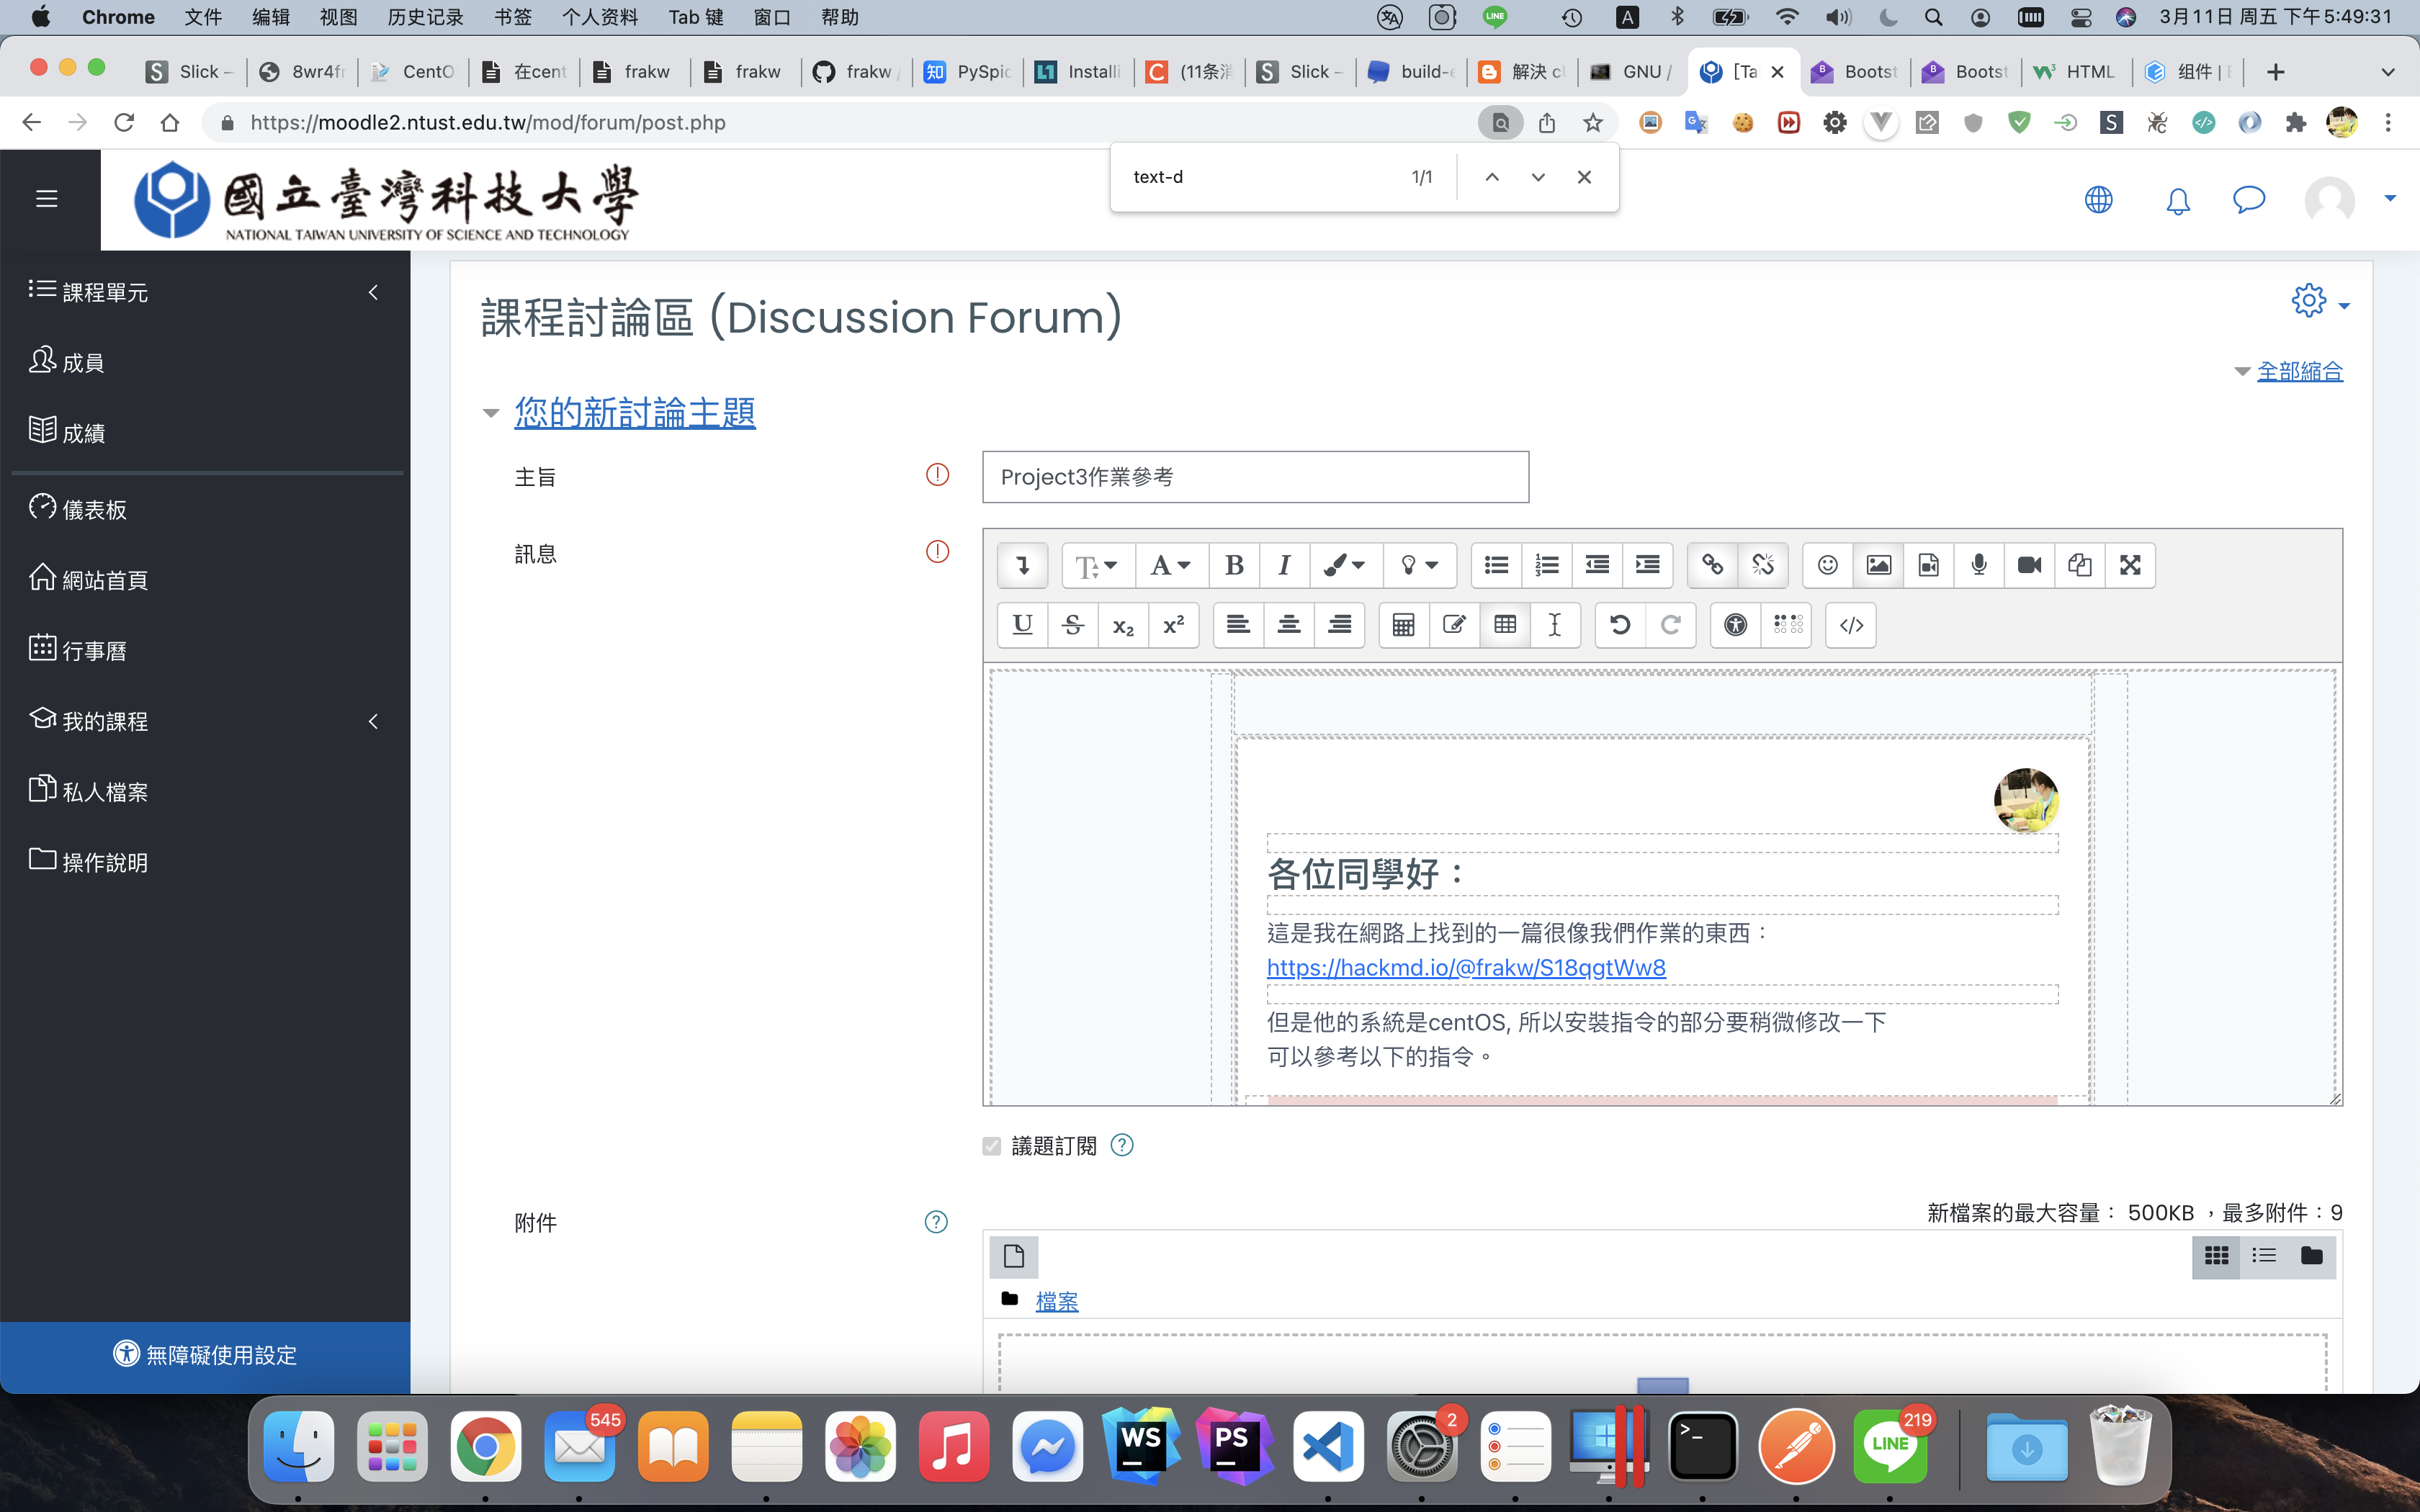 Chrome 文件 编辑 视图 历史记录 书签 个人资料 Tab 键 窗口 帮助
LINE A 3月11日 周五 下午5:49:31
Slick – 8wr4f CentO 在cent frakw frakw frakw PySpi Install (11条 Slick – build- 解決 GNU / [Ta Bootst Bootst HTML 组件 |
https://moodle2.ntust.edu.tw/mod/forum/post.php
text-d 1/1
國立臺灣科技大學
NATIONAL TAIWAN UNIVERSITY OF SCIENCE AND TECHNOLOGY
課程單元
成員
成績
儀表板
網站首頁
行事曆
我的課程
私人檔案
操作說明
無障礙使用設定
課程討論區 (Discussion Forum)
全部縮合
您的新討論主題
主旨
Project3作業參考
訊息
各位同學好：
這是我在網路上找到的一篇很像我們作業的東西：
https://hackmd.io/@frakw/S18qgtWw8
但是他的系統是centOS, 所以安裝指令的部分要稍微修改一下
可以參考以下的指令。
議題訂閱
附件
新檔案的最大容量： 500KB ，最多附件：9
檔案
545 WS PS 2 LINE 219